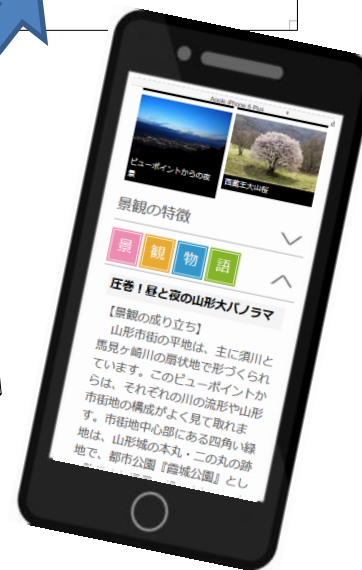 Apple iPhone 6 Plus
ビューポイントからの夜
景
西蔵王大山桜
景観の特徴
景観物語
圧巻！昼と夜の山形大パノラマ
【景観の成り立ち】
山形市街の平地は、主に須川と
馬見ヶ崎川の扇状地で形づくられ
ています。このビューポイントか
らは、それぞれの川の流形や山形
市街地の構成がよく見て取れま
す。市街地中心部にある四角い緑
地は、山形城の本丸・二の丸の跡
地で、都市公園『霞城公園』とし